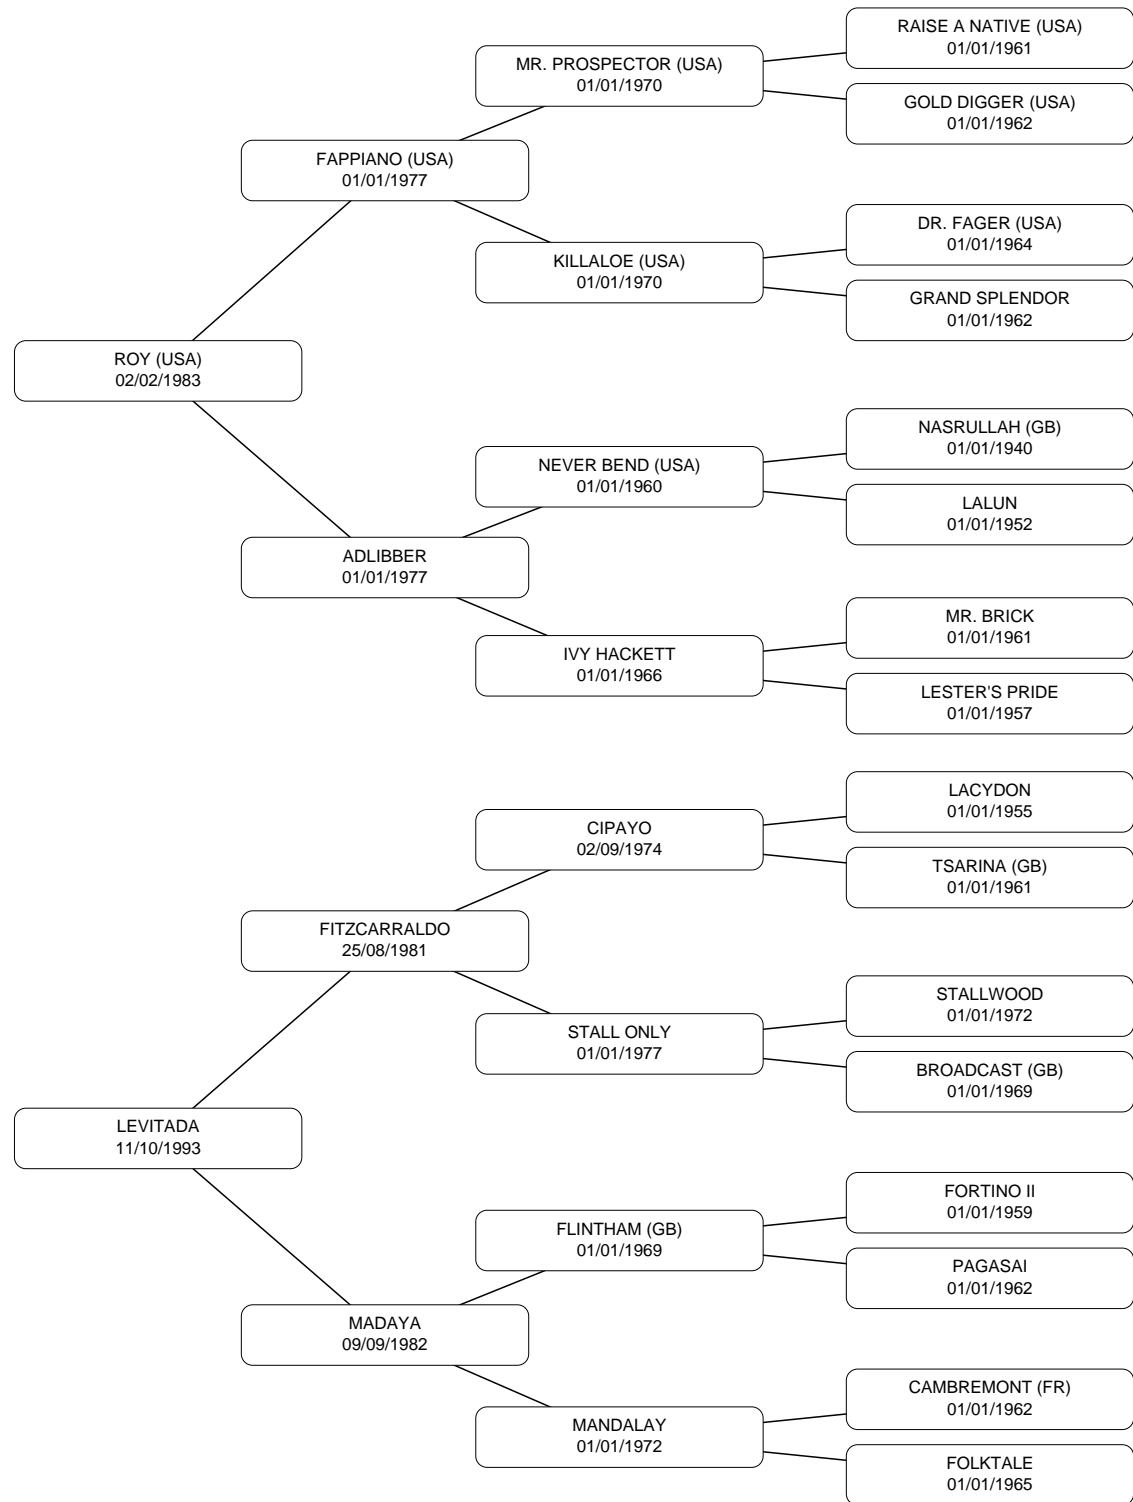 RAISE A NATIVE (USA)
01/01/1961
MR. PROSPECTOR (USA)
01/01/1970
GOLD DIGGER (USA)
01/01/1962
FAPPIANO (USA)
01/01/1977
DR. FAGER (USA)
01/01/1964
KILLALOE (USA)
01/01/1970
GRAND SPLENDOR
01/01/1962
ROY (USA)
02/02/1983
NASRULLAH (GB)
01/01/1940
NEVER BEND (USA)
01/01/1960
LALUN
01/01/1952
ADLIBBER
01/01/1977
MR. BRICK
01/01/1961
IVY HACKETT
01/01/1966
LESTER'S PRIDE
01/01/1957
LACYDON
01/01/1955
CIPAYO
02/09/1974
TSARINA (GB)
01/01/1961
FITZCARRALDO
25/08/1981
STALLWOOD
01/01/1972
STALL ONLY
01/01/1977
BROADCAST (GB)
01/01/1969
LEVITADA
11/10/1993
FORTINO II
01/01/1959
FLINTHAM (GB)
01/01/1969
PAGASAI
01/01/1962
MADAYA
09/09/1982
CAMBREMONT (FR)
01/01/1962
MANDALAY
01/01/1972
FOLKTALE
01/01/1965